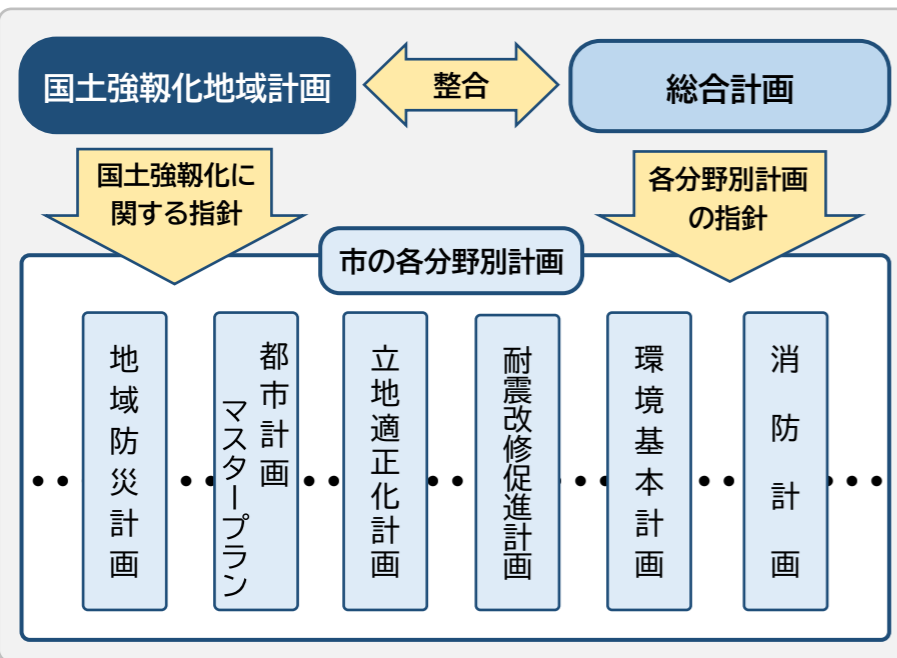 国土強靱化地域計画
整合
総合計画
国土強靱化に
関する指針
各分野別計画
の指針
市の各分野別計画
地域防災計画
都市計画
マスタープラン
立地適正化計画
耐震改修促進計画
環境基本計画
消防計画